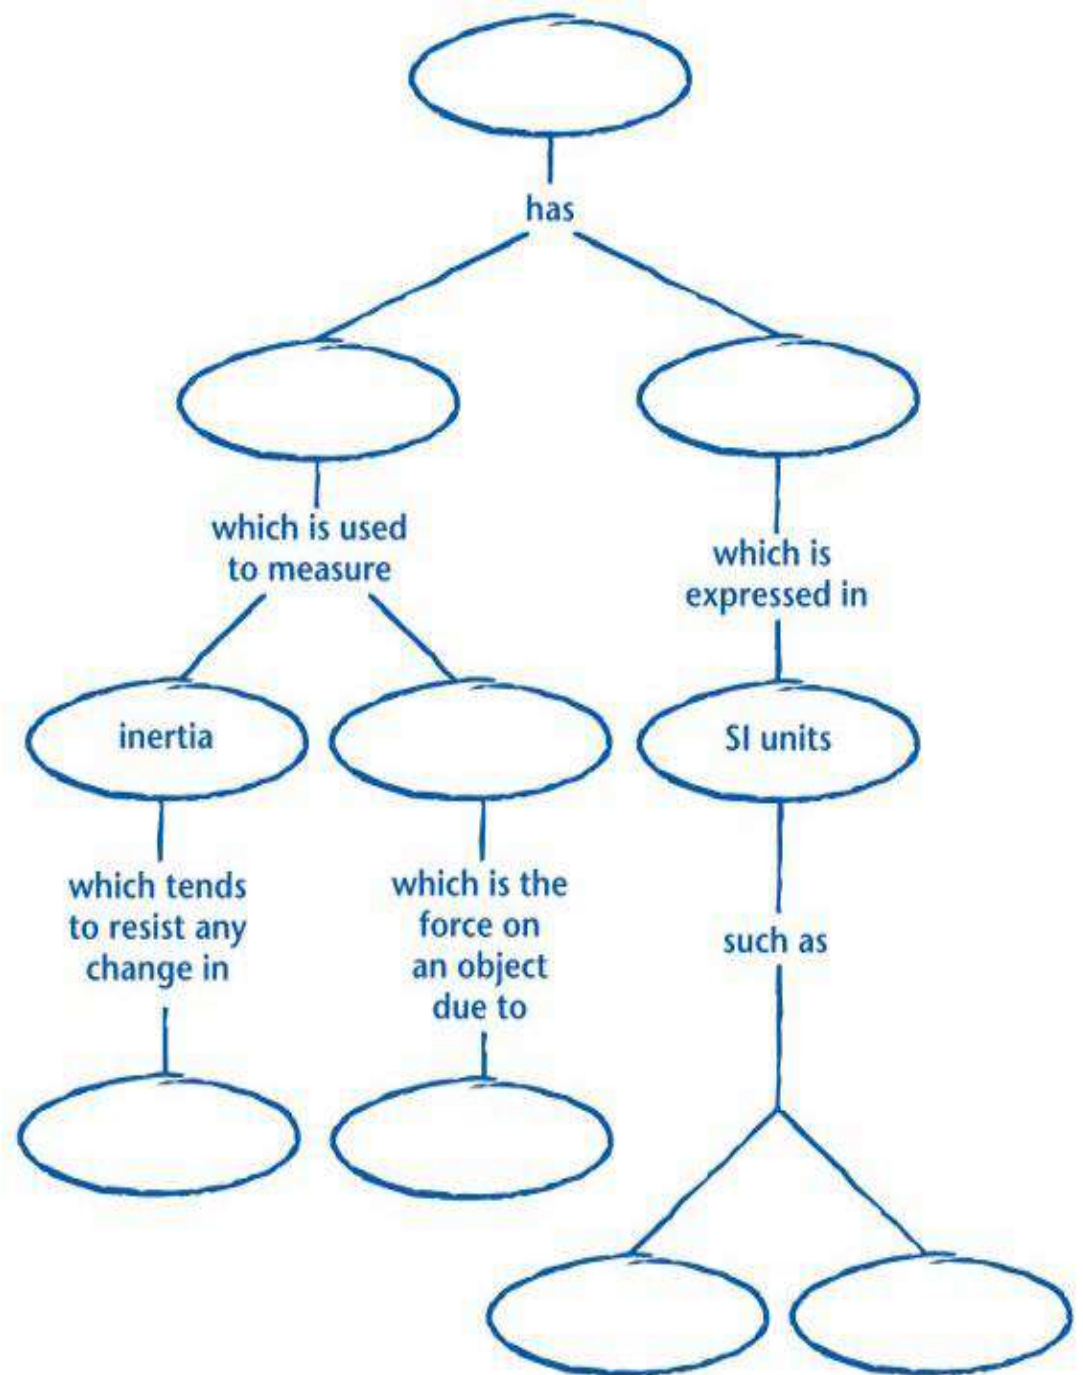 has
which is used
to measure
which is
expressed in
inertia
SI units
which tends
to resist any
change in
which is the
force on
an object
due to
such as